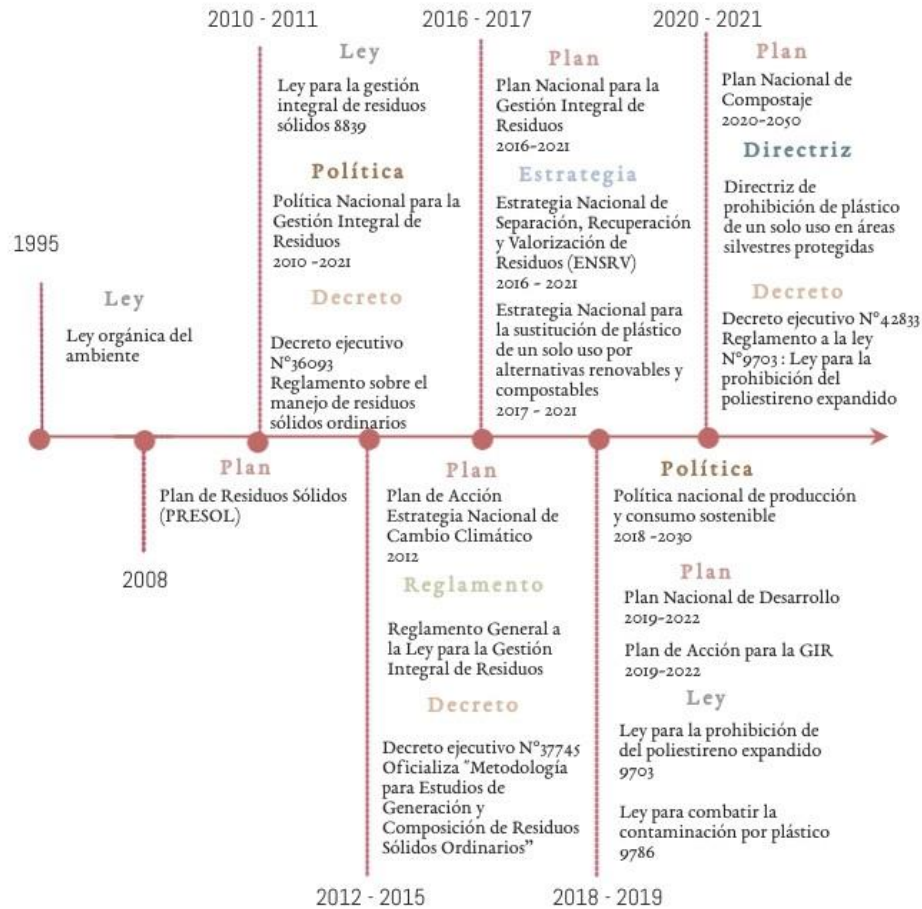 1995
Ley
Ley orgánica del
ambiente
2008
Plan
Plan de Residuos Sólidos
(PRESOL)
2010 - 2011
Ley
Ley para la gestión
integral de residuos
sólidos 8839
Política
Política Nacional para la
Gestión Integral de
Residuos
2010 -2021
Decreto
Decreto ejecutivo
N°36093
Reglamento sobre el
manejo de residuos
sólidos ordinarios
2012 - 2015
Plan
Plan de Acción
Estrategia Nacional de
Cambio Climático
2012
Reglamento
Reglamento General a
la Ley para la Gestión
Integral de Residuos
Decreto
Decreto ejecutivo N°37745
Oficializa "Metodología
para Estudios de
Generación y
Composición de Residuos
Sólidos Ordinarios”
2016 - 2017
Plan
Plan Nacional para la
Gestión Integral de
Residuos
2016-2021
Estrategia
Estrategia Nacional de
Separación, Recuperación
y Valorización de
Residuos (ENSRV)
2016 - 2021
Estrategia Nacional para
la sustitución de plástico
de un solo uso por
alternativas renovables y
compostables
2017 - 2021
2018 - 2019
Política
Política nacional de producción
y consumo sostenible
2018 -2030
Plan
Plan Nacional de Desarrollo
2019-2022
Plan de Acción para la GIR
2019-2022
Ley
Ley para la prohibición de
del poliestireno expandido
9703
Ley para combatir la
contaminación por plástico
9786
2020 - 2021
Plan
Plan Nacional de
Compostaje
2020-2050
Directriz
Directriz de
prohibición de plástico
de un solo uso en áreas
silvestres protegidas
Decreto
Decreto ejecutivo N°42833
Reglamento a la ley
N°9703 : Ley para la
prohibición del
poliestireno expandido